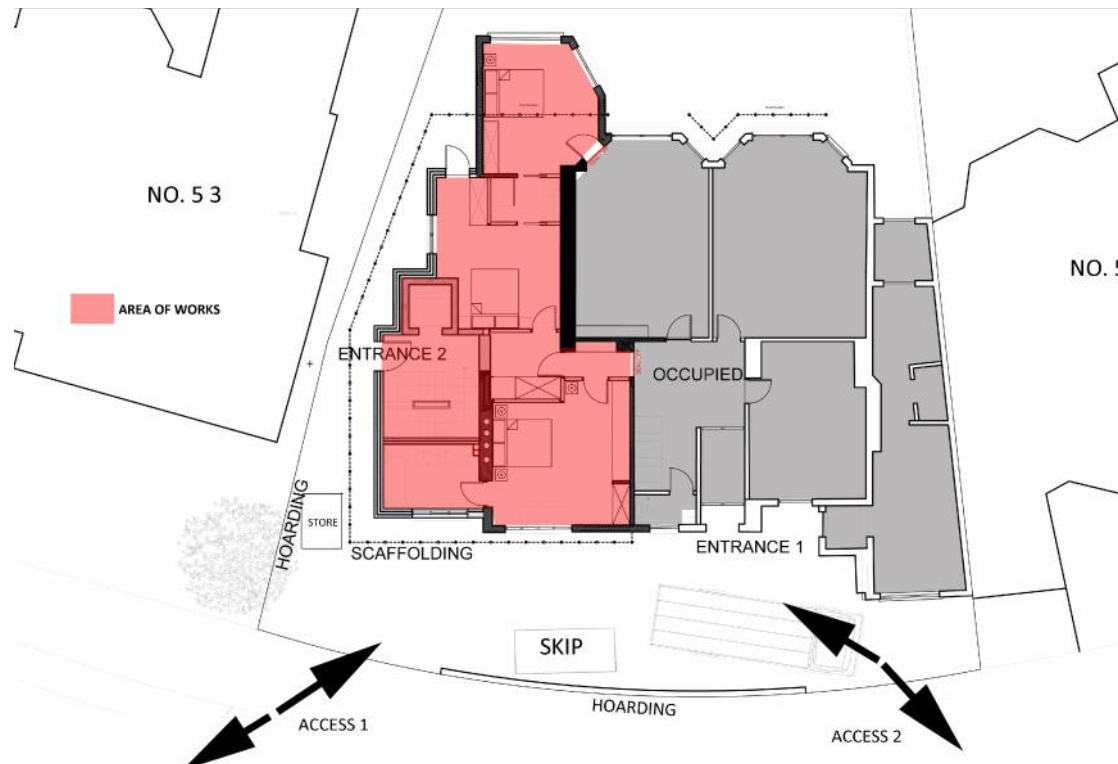 NO. 5 3
NO. 5
AREA OF WORKS
ENTRANCE 2
OCCUPIED
HOARDING
STORE
SCAFFOLDING
ENTRANCE 1
SKIP
HOARDING
ACCESS 1
ACCESS 2